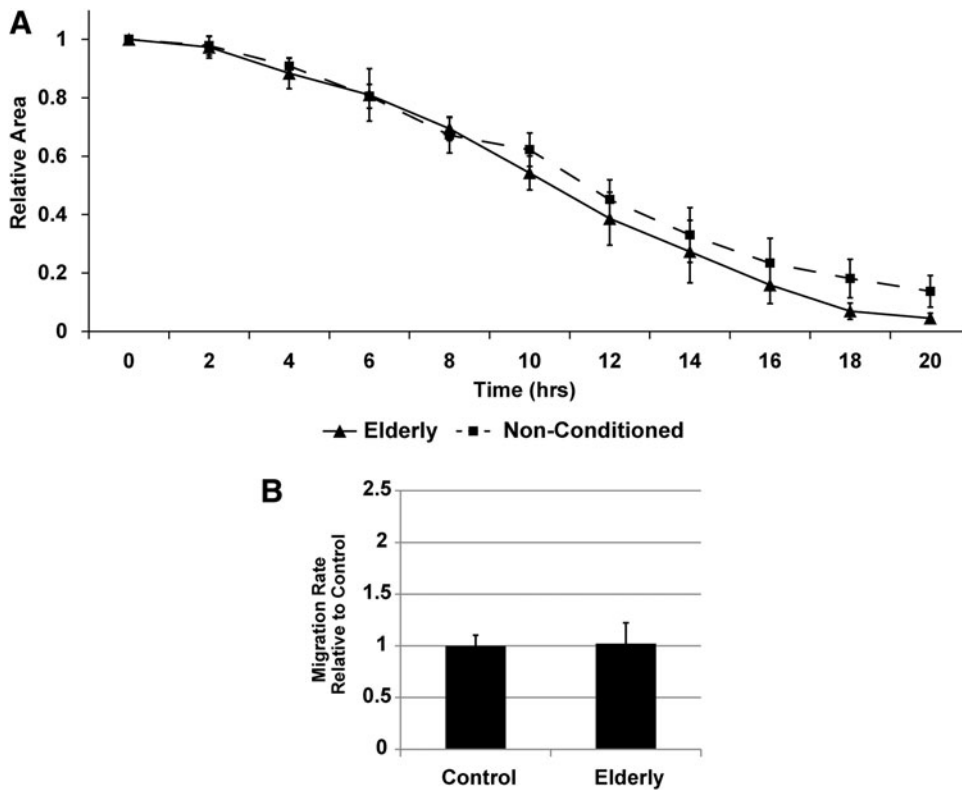 A
1
0.8
0.6
0.4
0.2
0
Relative Area
0 2 4 6 8 10 12 14 16 18 20
Time (hrs)
Elderly Non-Conditioned
B
2.5
2
1.5
1
0.5
0
Migration Rate
Relative to Control
Control Elderly